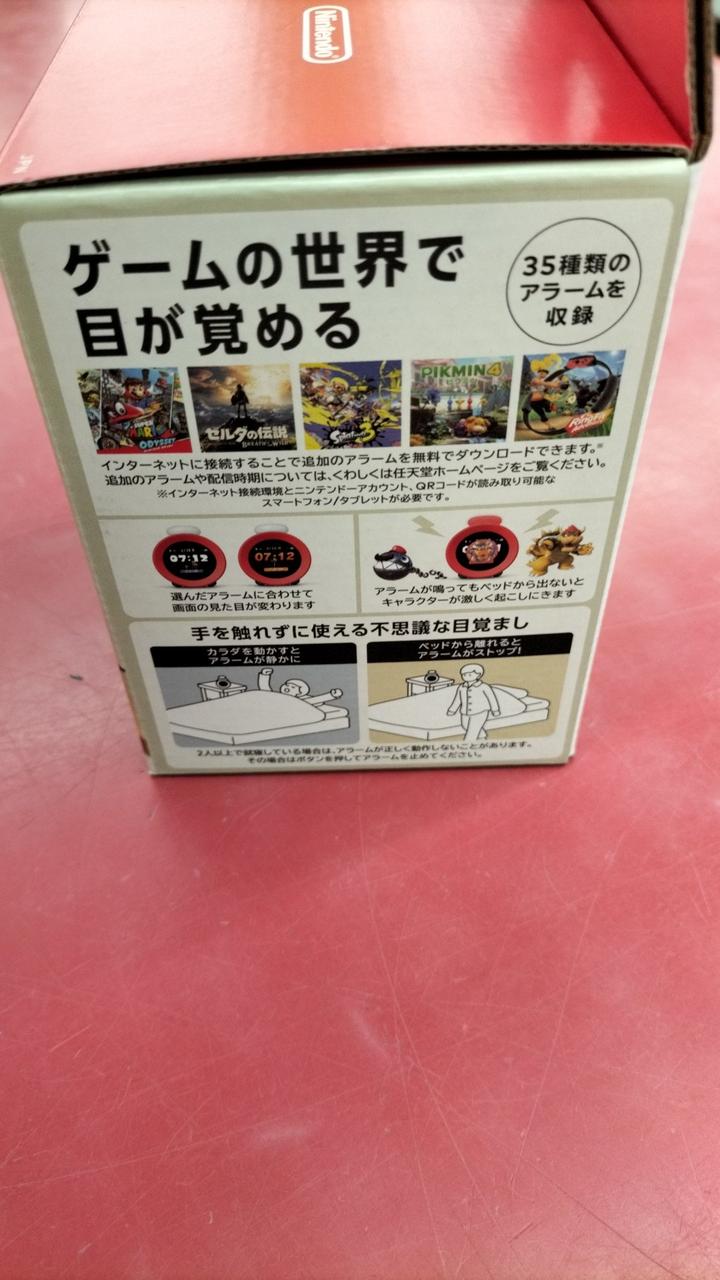 Nintendo
JPN
ゲームの世界で
目が覚める
35種類の
アラームを
収録
SUPER MARIO ODYSSEY
ゼルダの伝説
BREATH OF THE WILD
Splatoon 3
PIKMIN 4
RingFit Adventure
インターネットに接続することで追加のアラームを無料でダウンロードできます。※
追加のアラームや配信時期については、くわしくは任天堂ホームページをご覧ください。
※インターネット接続環境とニンテンドーアカウント、QRコードが読み取り可能な
スマートフォン/タブレットが必要です。
07:12
07:12
選んだアラームに合わせて
画面の見た目が変わります
アラームが鳴ってもベッドから出ないと
キャラクターが激しく起こしにきます
手を触れずに使える不思議な目覚まし
カラダを動かすと
アラームが静かに
ベッドから離れると
アラームがストップ!
2人以上で就寝している場合は、アラームが正しく動作しないことがあります。
その場合はボタンを押してアラームを止めてください。